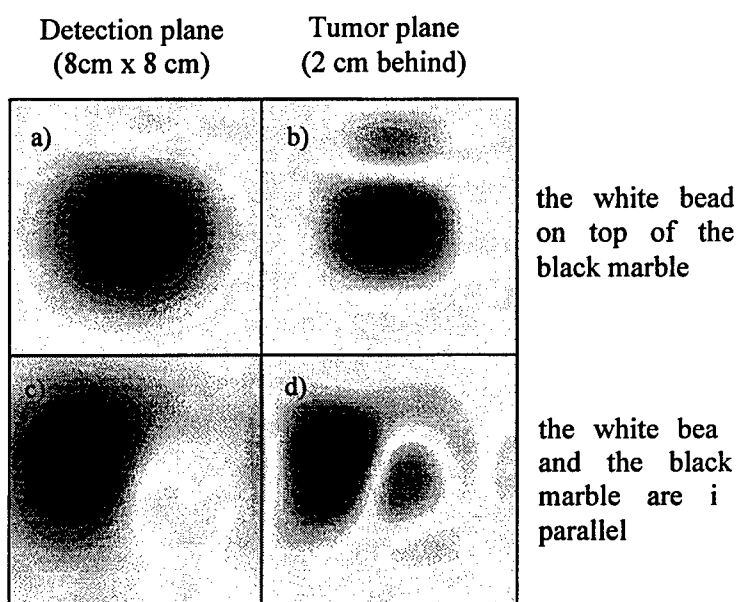 Detection plane
(8cm x 8 cm)
Tumor plane
(2 cm behind)
a)
b)
the white bead
on top of the
black marble
c)
d)
the white bea
and the black
marble are i
parallel